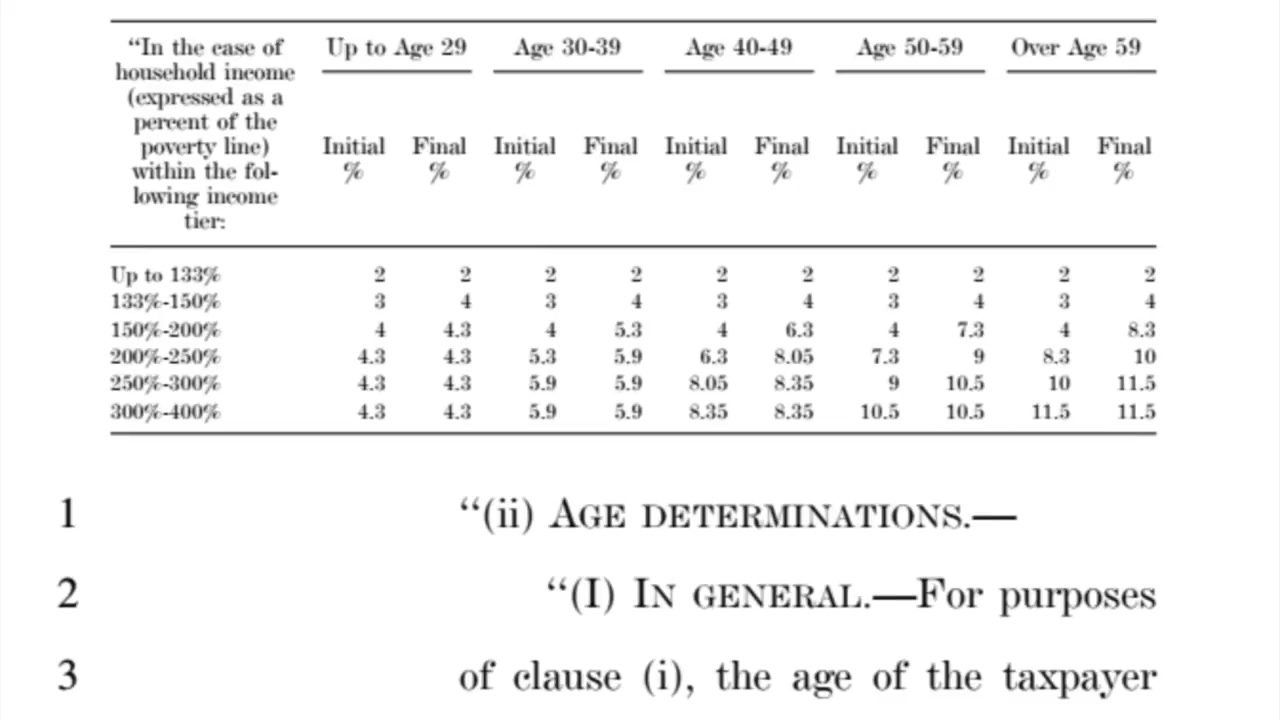 “In the case of Up to Age 29 Age 30-39 Age 40-49 Age 50-59 Over Age 59
household income
(expressed as a
percent of the
poverty line) Initial Final Initial Final Initial Final Initial Final Initial Final
within the fol- % % % % % % % % % %
lowing income
tier:
Up to 133% 2 2 2 2 2 2 2 2 2 2
133%-150% 3 4 3 4 3 4 3 4 3 4
150%-200% 4 4.3 4 5.3 4 6.3 4 7.3 4 8.3
200%-250% 4.3 4.3 5.3 5.9 6.3 8.05 7.3 9 8.3 10
250%-300% 4.3 4.3 5.9 5.9 8.05 8.35 9 10.5 10 11.5
300%-400% 4.3 4.3 5.9 5.9 8.35 8.35 10.5 10.5 11.5 11.5
1 “(ii) AGE DETERMINATIONS.—
2 “(I) IN GENERAL.—For purposes
3 of clause (i), the age of the taxpayer